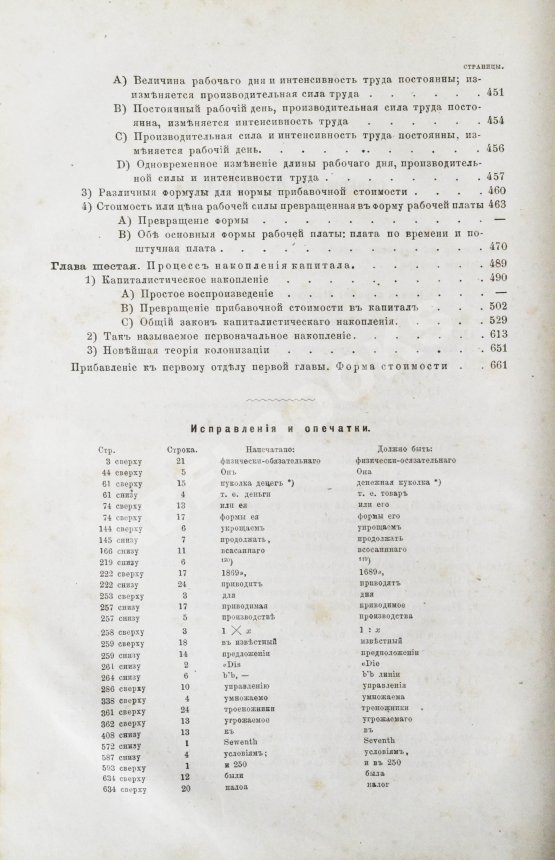 СТРАНИЦЫ.
A) Величина рабочаго дня и интенсивность труда постоянны; из-
измѣняется производительная сила труда . . . . . . 451
B) Постоянный рабочій день, производительная сила труда посто-
янна, измѣняется интенсивность труда . . . . . . . 454
C) Производительная сила и интенсивность труда постоянны, из-
мѣняется рабочій день. . . . . . . . . . . . 456
D) Одновременное измѣненіе длины рабочаго дня, производитель-
ной силы и интенсивности труда . . . . . . . . . 457
3) Различныя формулы для нормы прибавочной стоимости . . . . 460
4) Стоимость или цѣна рабочей силы превращенная въ форму рабочей платы 463
A) Превращеніе формы . . . . . . . . . . . —
B) Обѣ основныя формы рабочей платы: плата по времени и по-
штучная плата . . . . . . . . . . . . . 470
Глава шестая. Процессъ накопленія капитала. . . . . . . 489
1) Капиталистическое накопленіе . . . . . . . . . . 490
A) Простое воспроизведеніе . . . . . . . . . . —
B) Превращеніе прибавочной стоимости въ капиталъ . . . . 502
C) Общій законъ капиталистическаго накопленія. . . . . 529
2) Такъ называемое первоначальное накопленіе. . . . . . . 613
3) Новѣйшая теорія колонизаціи . . . . . . . . . . 651
Прибавленіе къ первому отдѣлу первой главы. Форма стоимости . . 661
Исправленія и опечатки.
Стр. Строка. Напечатано: Должно быть:
3 сверху 21 физически-обязательнаго физически-осязательнаго
44 сверху 5 Онъ Она
61 сверху 15 куколка денегъ *) денежная куколка *)
61 снизу 4 т. е. деньги т. е. товаръ
74 сверху 13 или ея или его
74 сверху 17 формы ея формы его
144 сверху 6 укрощаемъ упрощаемъ
145 снизу 7 продолжать, продолжать
166 снизу 11 всасаннаго всосаннаго
219 снизу 6
222 сверху 17 1869», 1689»,
222 снизу 24 приводитъ приводятъ
253 сверху 3 для дня
257 снизу 17 приводимая приводимое
257 снизу 5 производствѣ производства
258 сверху 3 1 × x 1 : x
259 сверху 18 въ извѣстный извѣстный
259 снизу 14 предложеніи предположеніи
261 снизу 2 «Dis «Die
264 снизу 6 b'b, — b'b линіи
286 сверху 10 управленію управленія
338 сверху 4 умножаемо умножаема
361 сверху 24 троеножники треножники
362 сверху 13 угрожаемое угрожаемаго
408 снизу 13 къ въ
572 снизу 1 Seventh Seventh
587 снизу 4 условіямъ; условіямъ,
593 сверху 1 и 250 и въ 250
634 сверху 12 были была
634 сверху 20 налоа налог